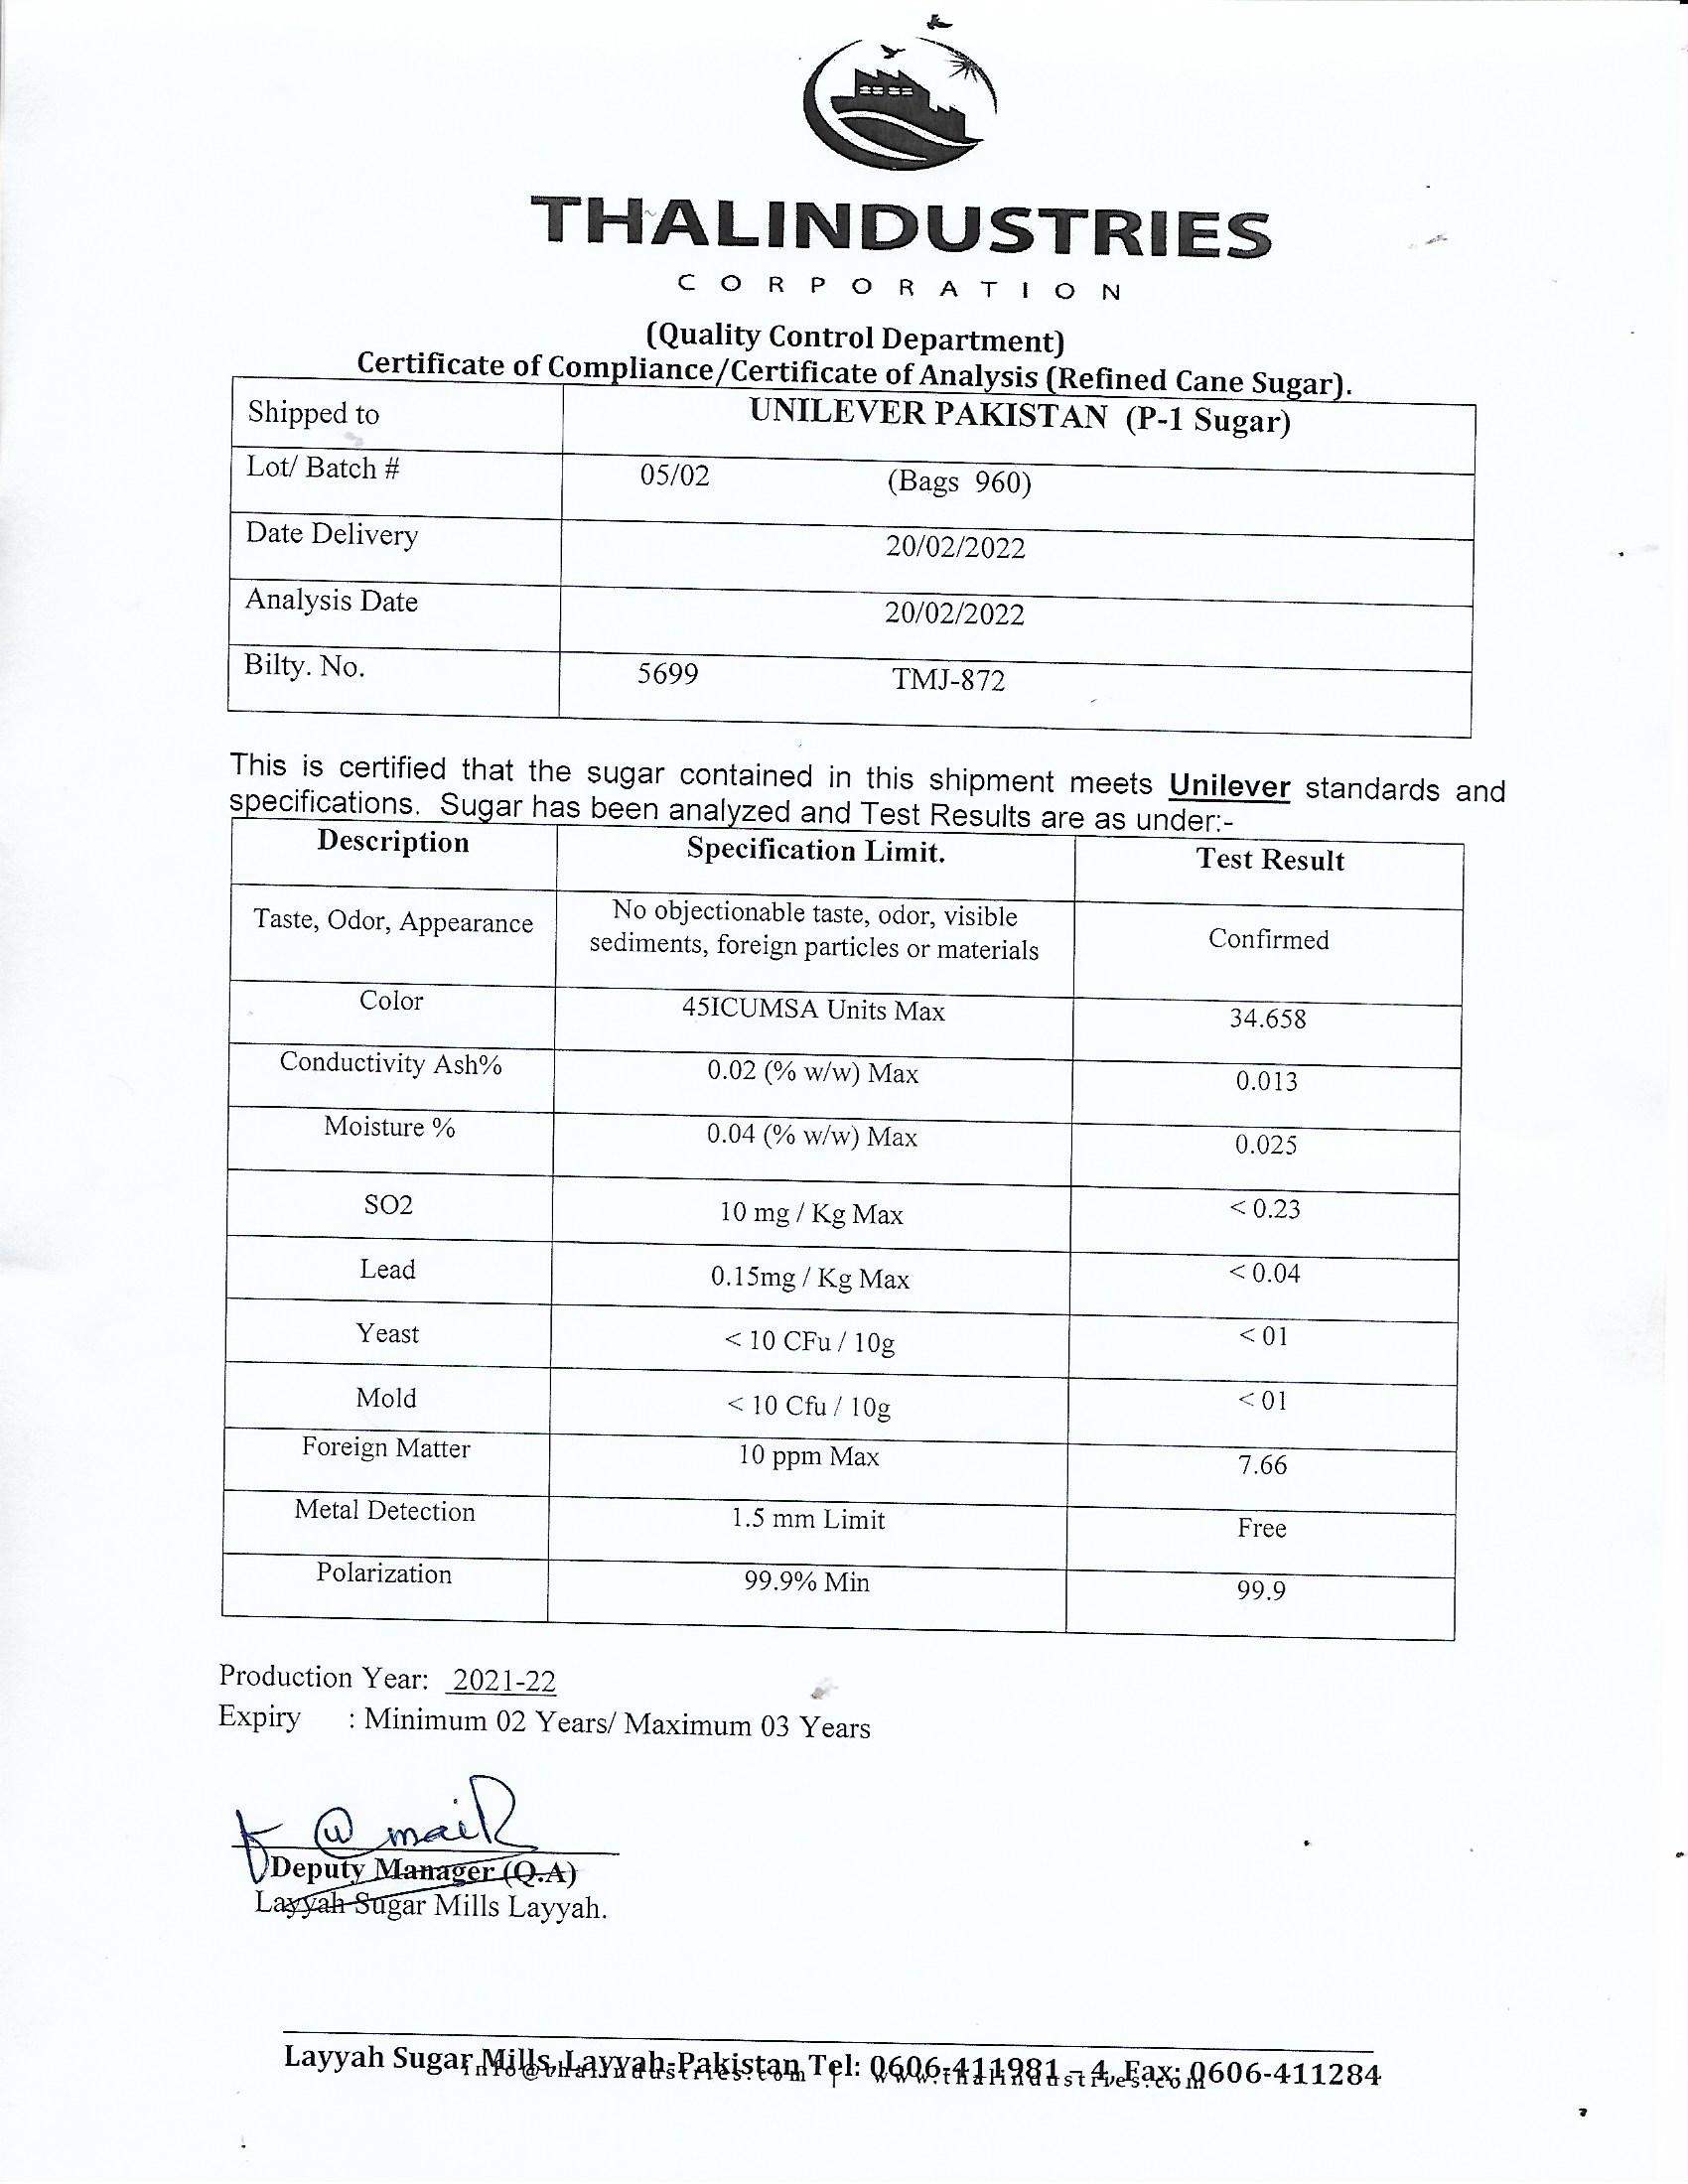 THALINDUSTRIES
CORPORATION
(Quality Control Department)
Certificate of Compliance/Certificate of Analysis (Refined Cane Sugar).
Shipped to UNILEVER PAKISTAN (P-1 Sugar)
Lot/ Batch # 05/02 (Bags 960)
Date Delivery 20/02/2022
Analysis Date 20/02/2022
Bilty. No. 5699 TMJ-872
This is certified that the sugar contained in this shipment meets Unilever standards and
specifications. Sugar has been analyzed and Test Results are as under:-
Description Specification Limit. Test Result
Taste, Odor, Appearance No objectionable taste, odor, visible
sediments, foreign particles or materials Confirmed
Color 45ICUMSA Units Max 34.658
Conductivity Ash% 0.02 (% w/w) Max 0.013
Moisture % 0.04 (% w/w) Max 0.025
SO2 10 mg / Kg Max < 0.23
Lead 0.15mg / Kg Max < 0.04
Yeast < 10 CFu / 10g < 01
Mold < 10 Cfu / 10g < 01
Foreign Matter 10 ppm Max 7.66
Metal Detection 1.5 mm Limit Free
Polarization 99.9% Min 99.9
Production Year: 2021-22
Expiry : Minimum 02 Years/ Maximum 03 Years
Deputy Manager (Q.A)
Layyah Sugar Mills Layyah.
Layyah Sugar Mills, Layyah-Pakistan Tel: 0606-411981 – 4, Fax: 0606-411284
info@thalindustries.com | www.thalindustries.com